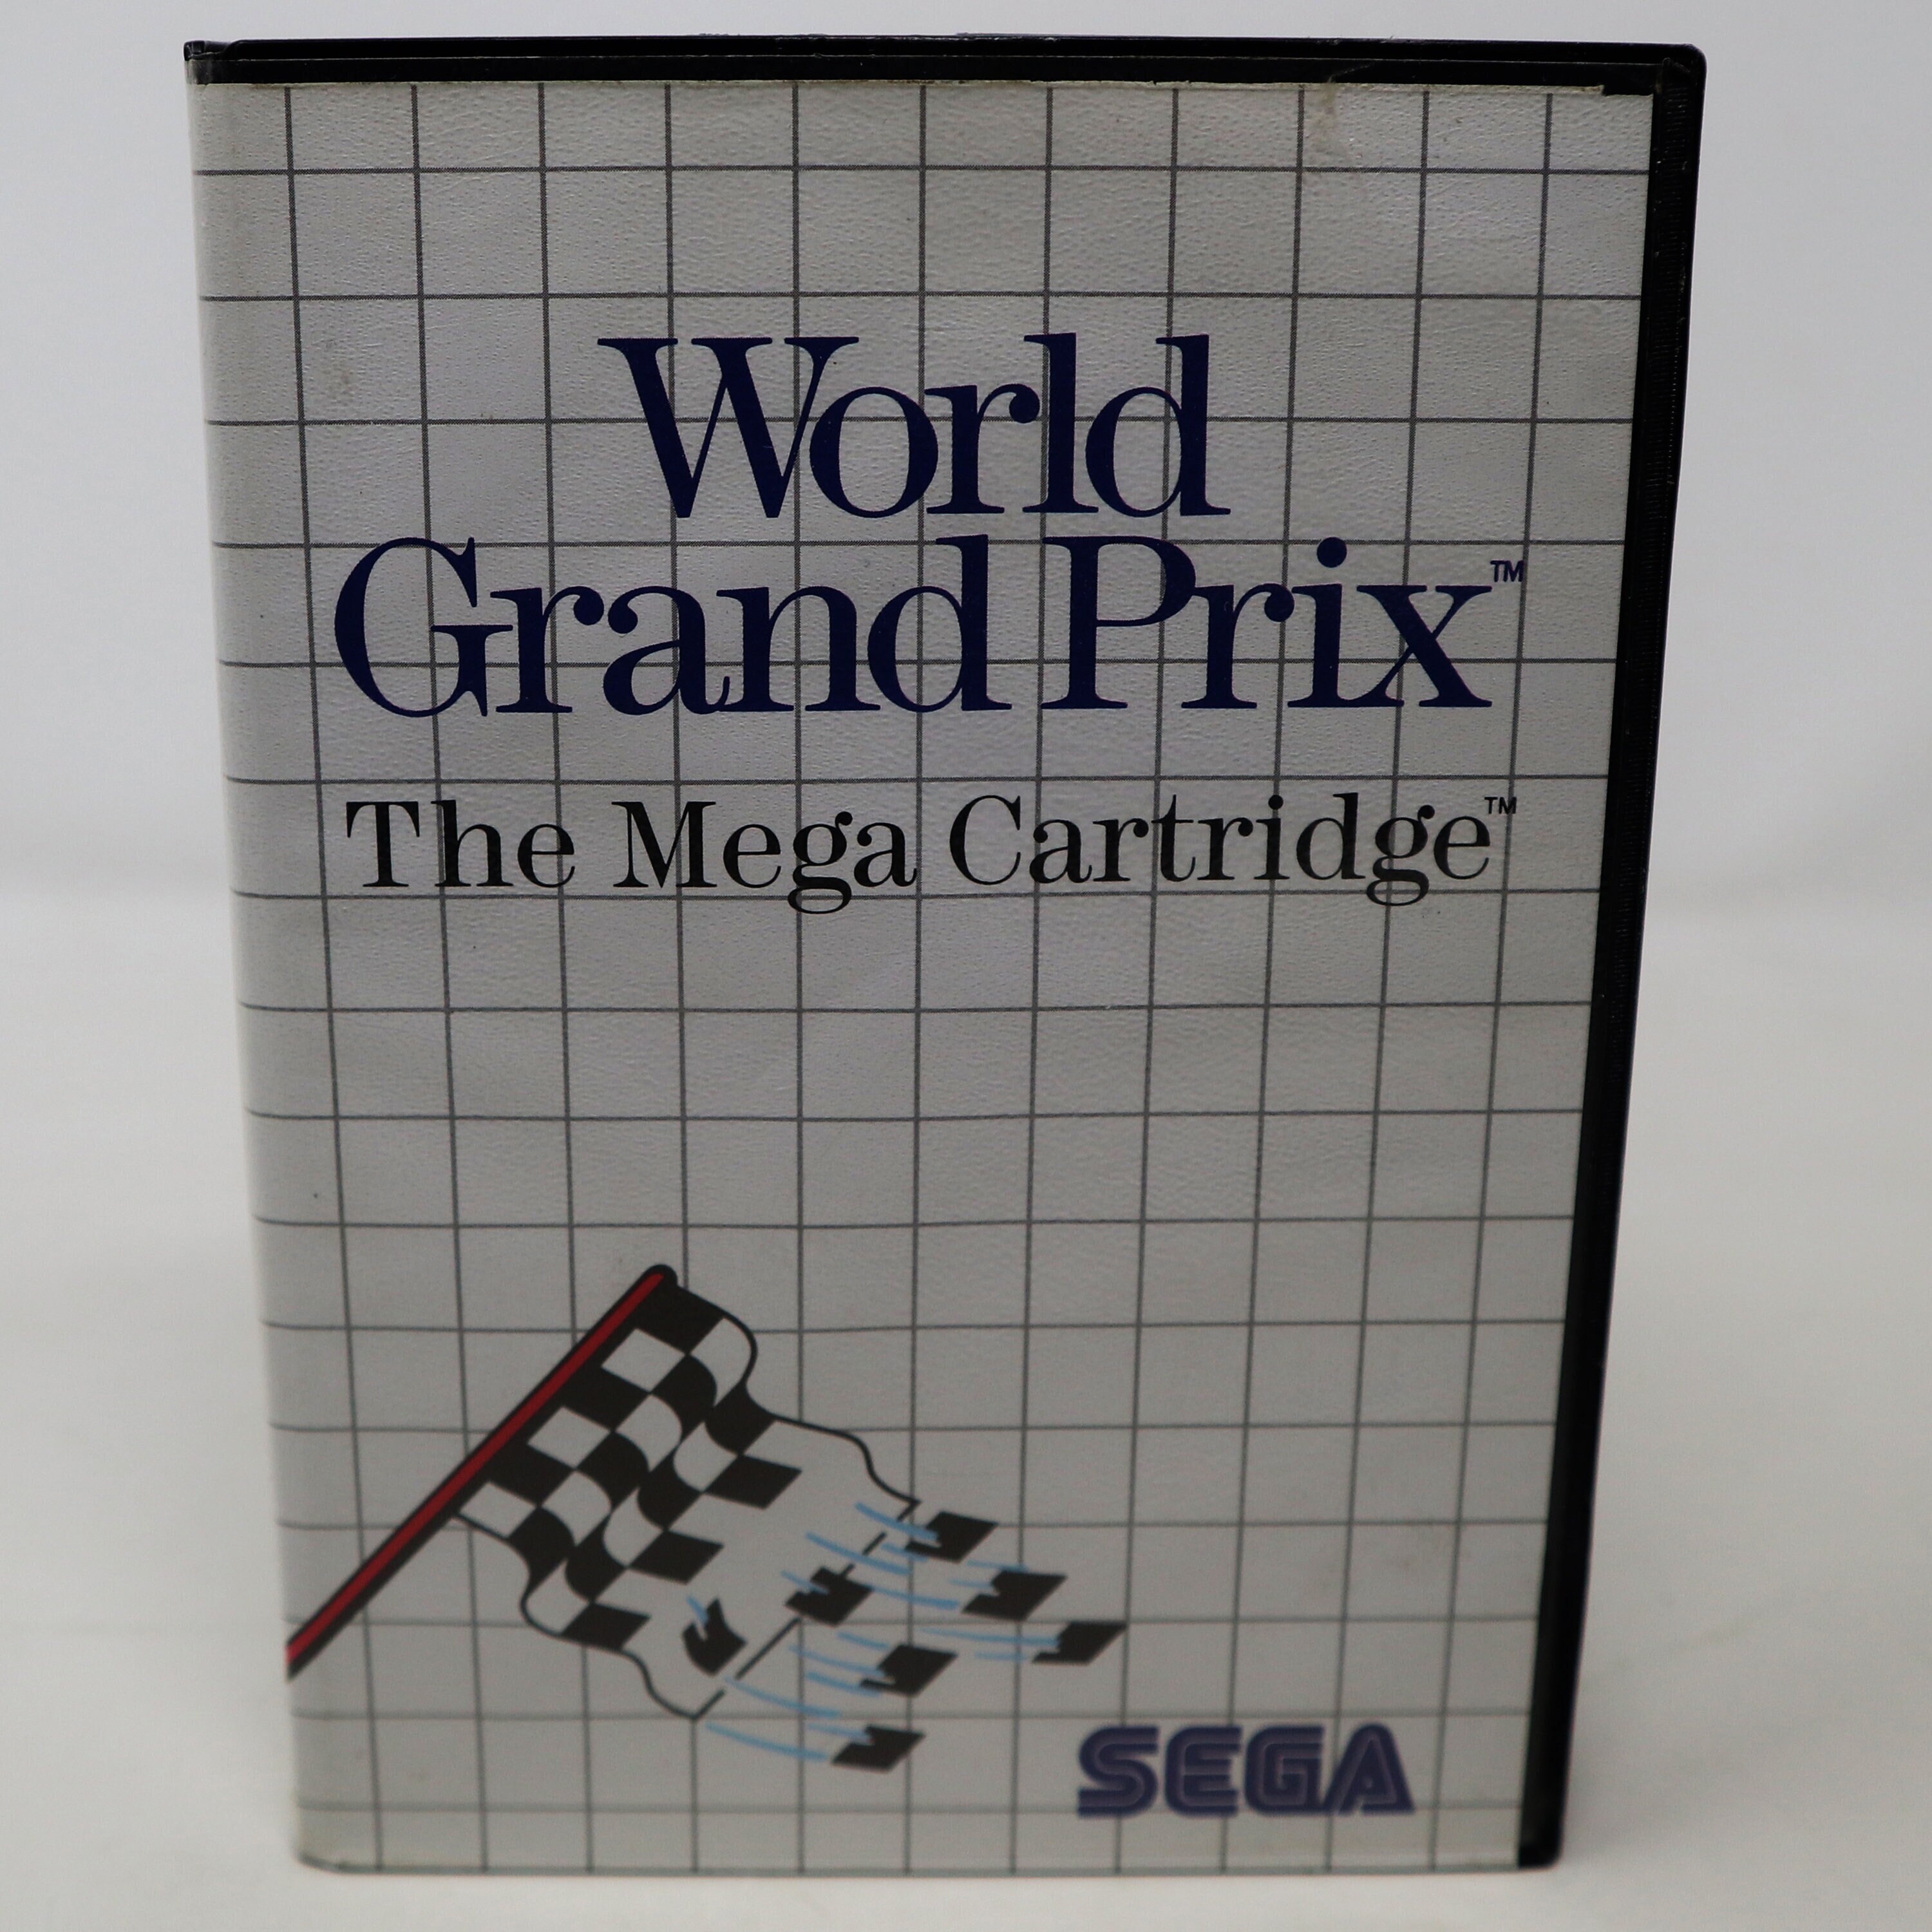 World
Grand Prix™
The Mega Cartridge™
SEGA